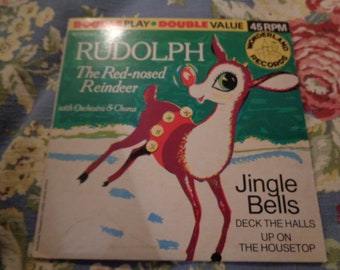 DOUBLE PLAY • DOUBLE VALUE
45 RPM
WONDERLAND
RECORDS
RUDOLPH
The Red-nosed
Reindeer
with Orchestra & Chorus
Jingle
Bells
DECK THE HALLS
UP ON
THE HOUSETOP